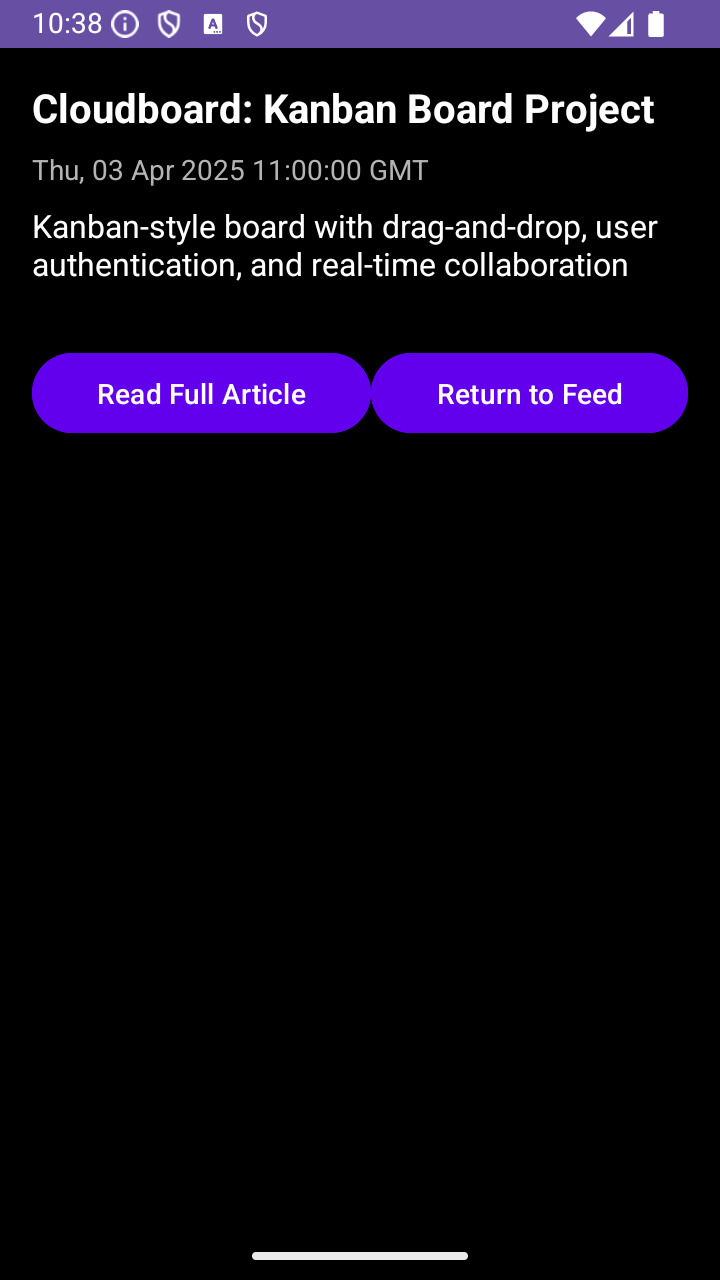 10:38
Cloudboard: Kanban Board Project
Thu, 03 Apr 2025 11:00:00 GMT
Kanban-style board with drag-and-drop, user
authentication, and real-time collaboration
Read Full Article
Return to Feed